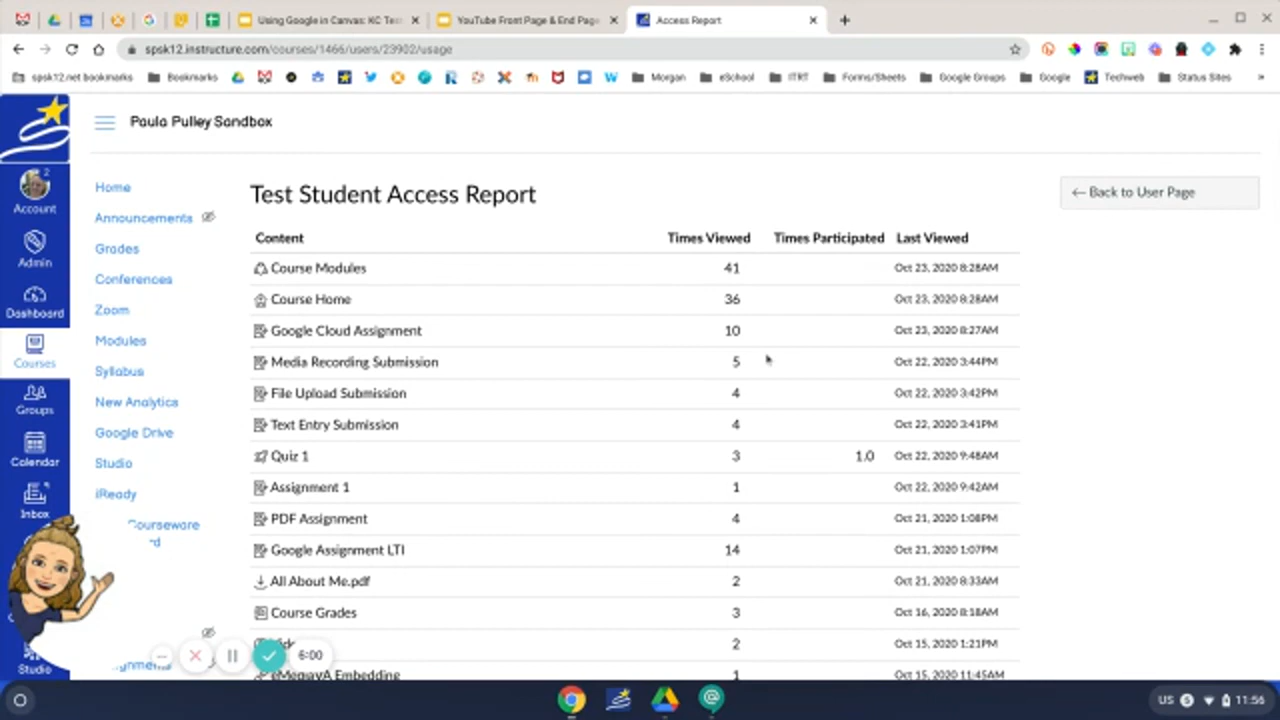 Using Google in Canvas: KC Te
YouTube Front Page & End Page
Access Report
spsk12.instructure.com/courses/1466/users/23902/usage
spsk12.net bookmarks Bookmarks Morgan eSchool ITRT Forms/Sheets Google Groups Google Techweb Status Sites »
Paula Pulley Sandbox
2
Account
Admin
Dashboard
Courses
Groups
Calendar
Inbox
Studio
Home
Announcements
Grades
Conferences
Zoom
Modules
Syllabus
New Analytics
Google Drive
Studio
iReady
Courseware
Test Student Access Report
← Back to User Page
Content Times Viewed Times Participated Last Viewed
Course Modules 41 Oct 23, 2020 8:28AM
Course Home 36 Oct 23, 2020 8:28AM
Google Cloud Assignment 10 Oct 23, 2020 8:27AM
Media Recording Submission 5 Oct 22, 2020 3:44PM
File Upload Submission 4 Oct 22, 2020 3:42PM
Text Entry Submission 4 Oct 22, 2020 3:41PM
Quiz 1 3 1.0 Oct 22, 2020 9:48AM
Assignment 1 1 Oct 22, 2020 9:42AM
PDF Assignment 4 Oct 21, 2020 1:08PM
Google Assignment LTI 14 Oct 21, 2020 1:07PM
All About Me.pdf 2 Oct 21, 2020 8:33AM
Course Grades 3 Oct 16, 2020 8:18AM
2 Oct 15, 2020 1:21PM
Embedding 1 Oct 15, 2020 11:45AM
6:00
US 5 11:56